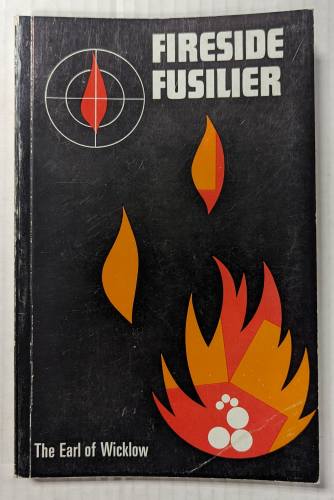 FIRESIDE
FUSILIER
The Earl of Wicklow